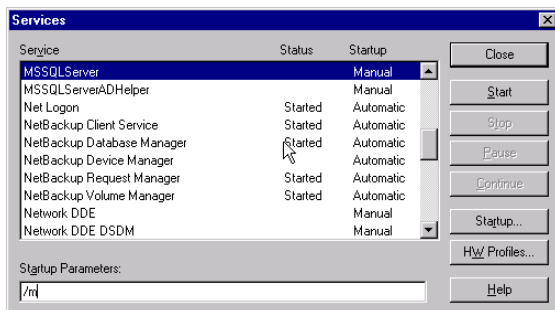 Services
Service Status Startup
MSSQLServer Manual
MSSQLServerADHelper Manual
Net Logon Started Automatic
NetBackup Client Service Started Automatic
NetBackup Database Manager Started Automatic
NetBackup Device Manager Automatic
NetBackup Request Manager Started Automatic
NetBackup Volume Manager Started Automatic
Network DDE Manual
Network DDE DSDM Manual
Close
Start
Stop
Pause
Continue
Startup...
HW Profiles...
Help
Startup Parameters:
/m